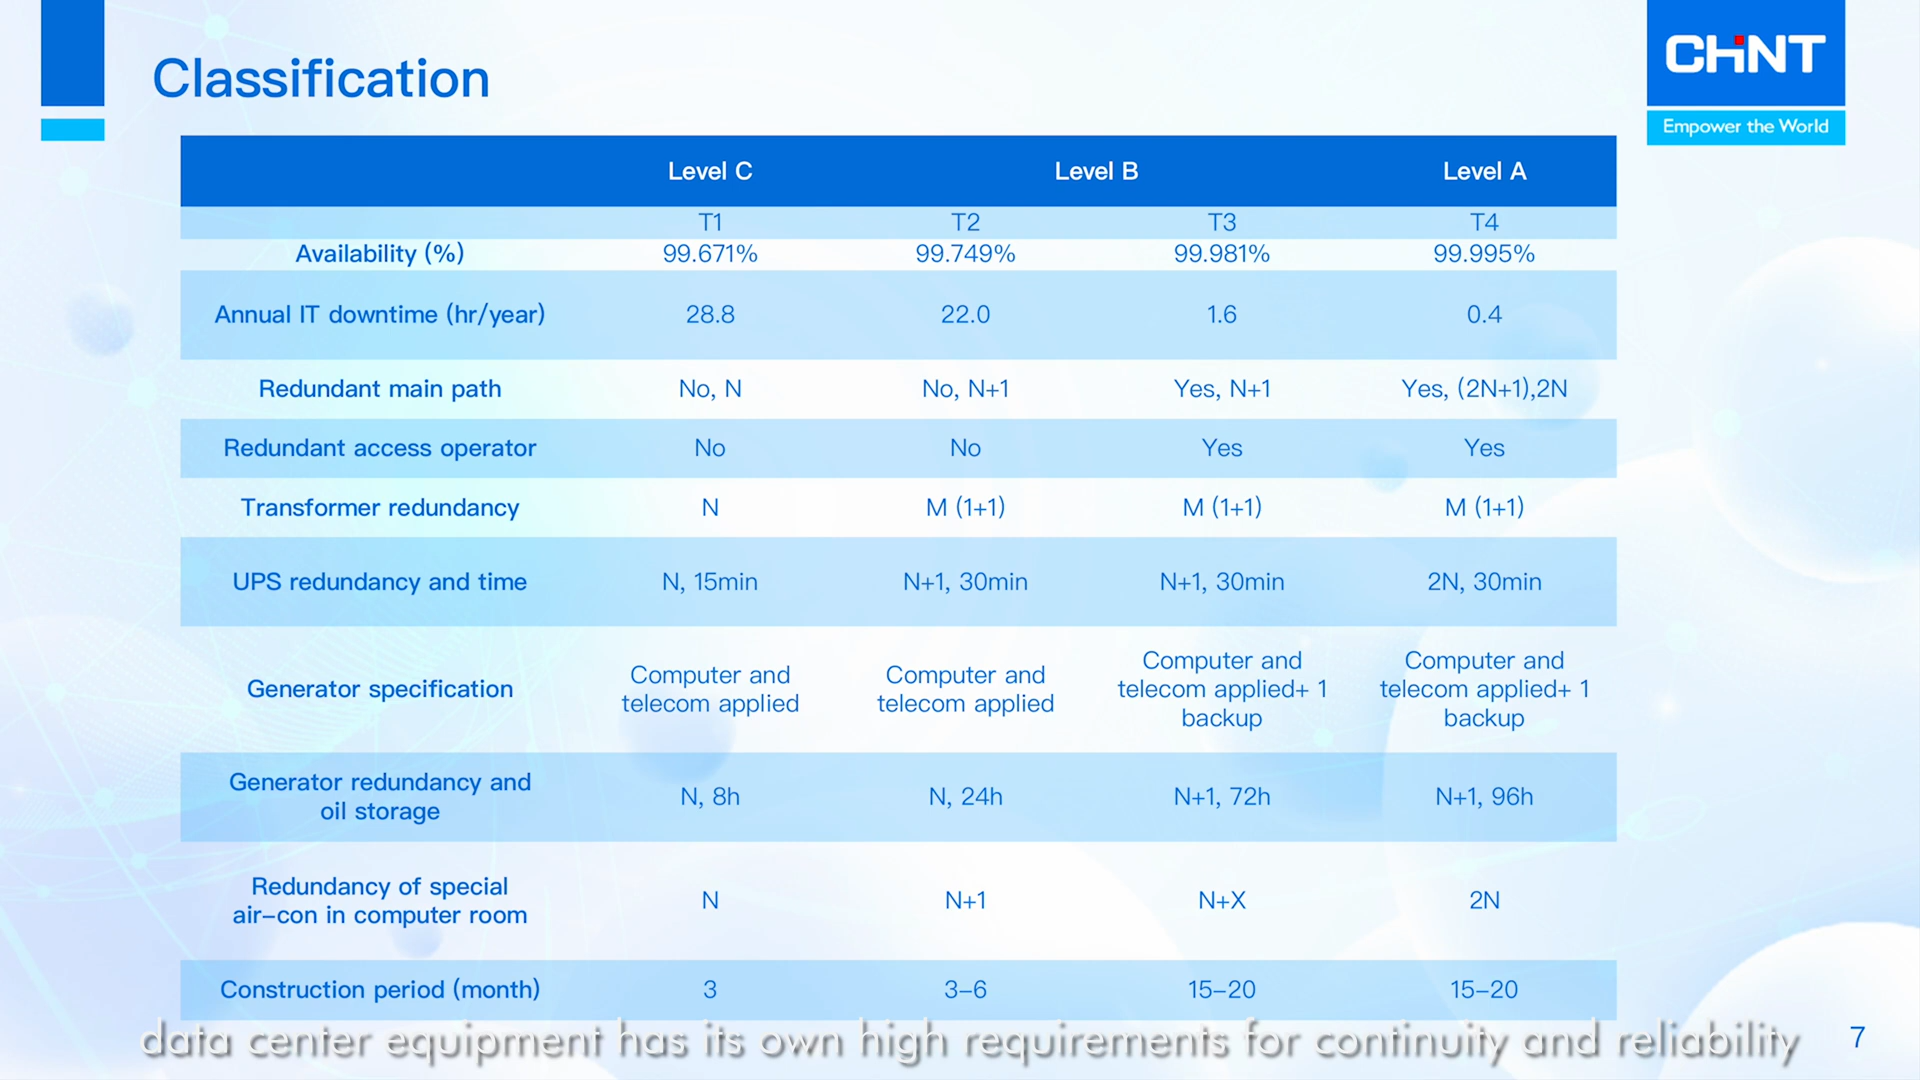 Classification
CHiNT
Empower the World
Level C Level B Level A
T1 T2 T3 T4
Availability (%) 99.671% 99.749% 99.981% 99.995%
Annual IT downtime (hr/year) 28.8 22.0 1.6 0.4
Redundant main path No, N No, N+1 Yes, N+1 Yes, (2N+1),2N
Redundant access operator No No Yes Yes
Transformer redundancy N M (1+1) M (1+1) M (1+1)
UPS redundancy and time N, 15min N+1, 30min N+1, 30min 2N, 30min
Generator specification
Computer and
telecom applied
Computer and
telecom applied
Computer and
telecom applied+ 1
backup
Computer and
telecom applied+ 1
backup
Generator redundancy and
oil storage
N, 8h N, 24h N+1, 72h N+1, 96h
Redundancy of special
air–con in computer room
N N+1 N+X 2N
Construction period (month) 3 3–6 15–20 15–20
data center equipment has its own high requirements for continuity and reliability
7